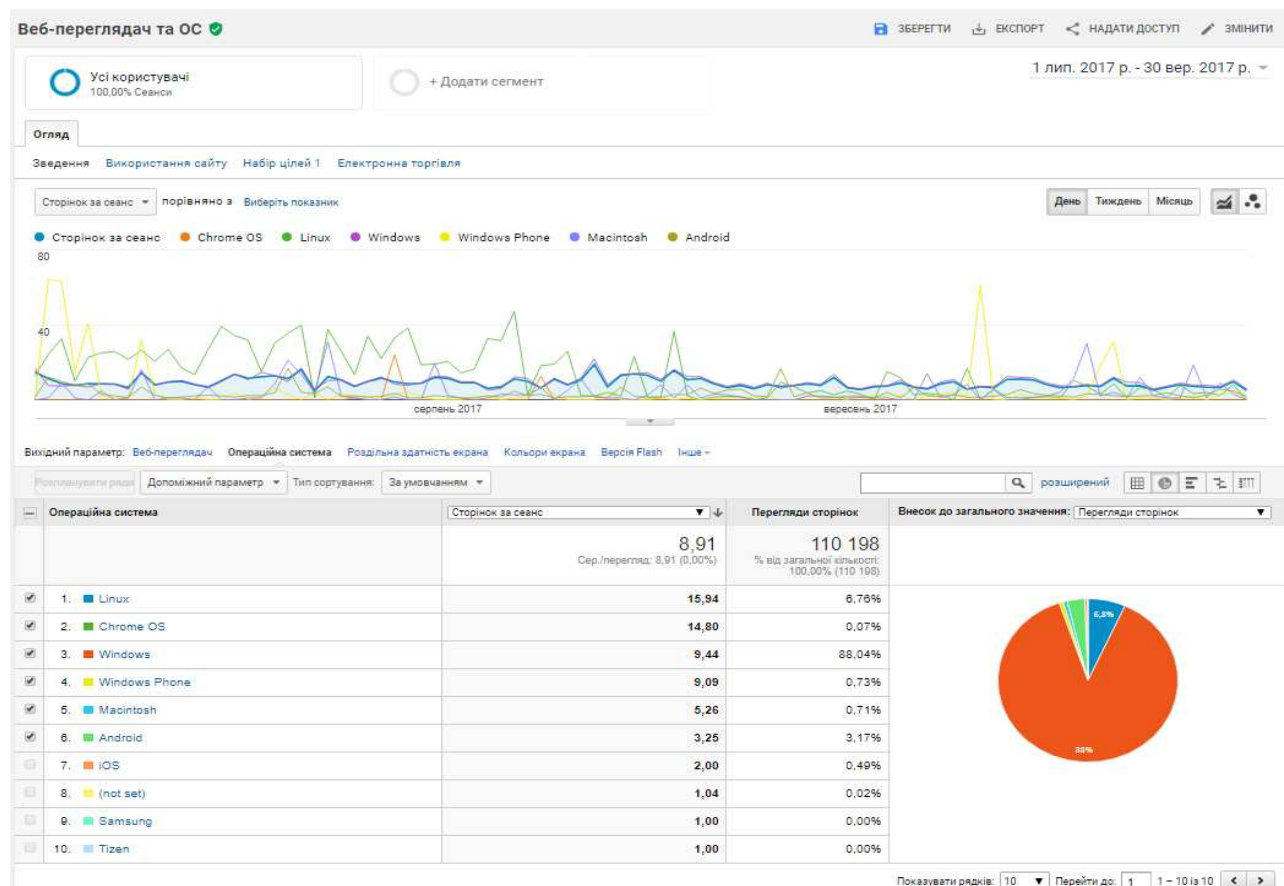 Веб-переглядач та ОС
ЗБЕРЕГТИ ЕКСПОРТ НАДАТИ ДОСТУП ЗМІНИТИ
Усі користувачі
100,00% Сеанси
+ Додати сегмент
1 лип. 2017 р. - 30 вер. 2017 р.
Огляд
Зведення Використання сайту Набір цілей 1 Електронна торгівля
Сторінок за сеанс порівняно з Виберіть показник
День Тиждень Місяць
Сторінок за сеанс Chrome OS Linux Windows Windows Phone Macintosh Android
80
40
серпень 2017 вересень 2017
Вихідний параметр: Веб-переглядач Операційна система Роздільна здатність екрана Кольори екрана Версія Flash Інше
Розпланувати ряди Допоміжний параметр Тип сортування: За умовчанням розширений
Операційна система Сторінок за сеанс Перегляди сторінок Внесок до загального значення: Перегляди сторінок
8,91 110 198
Сер./перегляд: 8,91 (0,00%) % від загальної кількості:
100,00% (110 198)
1. Linux 15,94 6,76%
2. Chrome OS 14,80 0,07%
3. Windows 9,44 88,04%
4. Windows Phone 9,09 0,73%
5. Macintosh 5,26 0,71%
6. Android 3,25 3,17%
7. iOS 2,00 0,49%
8. (not set) 1,04 0,02%
9. Samsung 1,00 0,00%
10. Tizen 1,00 0,00%
6,8%
88%
Показувати рядків: 10 Перейти до: 1 1 – 10 із 10